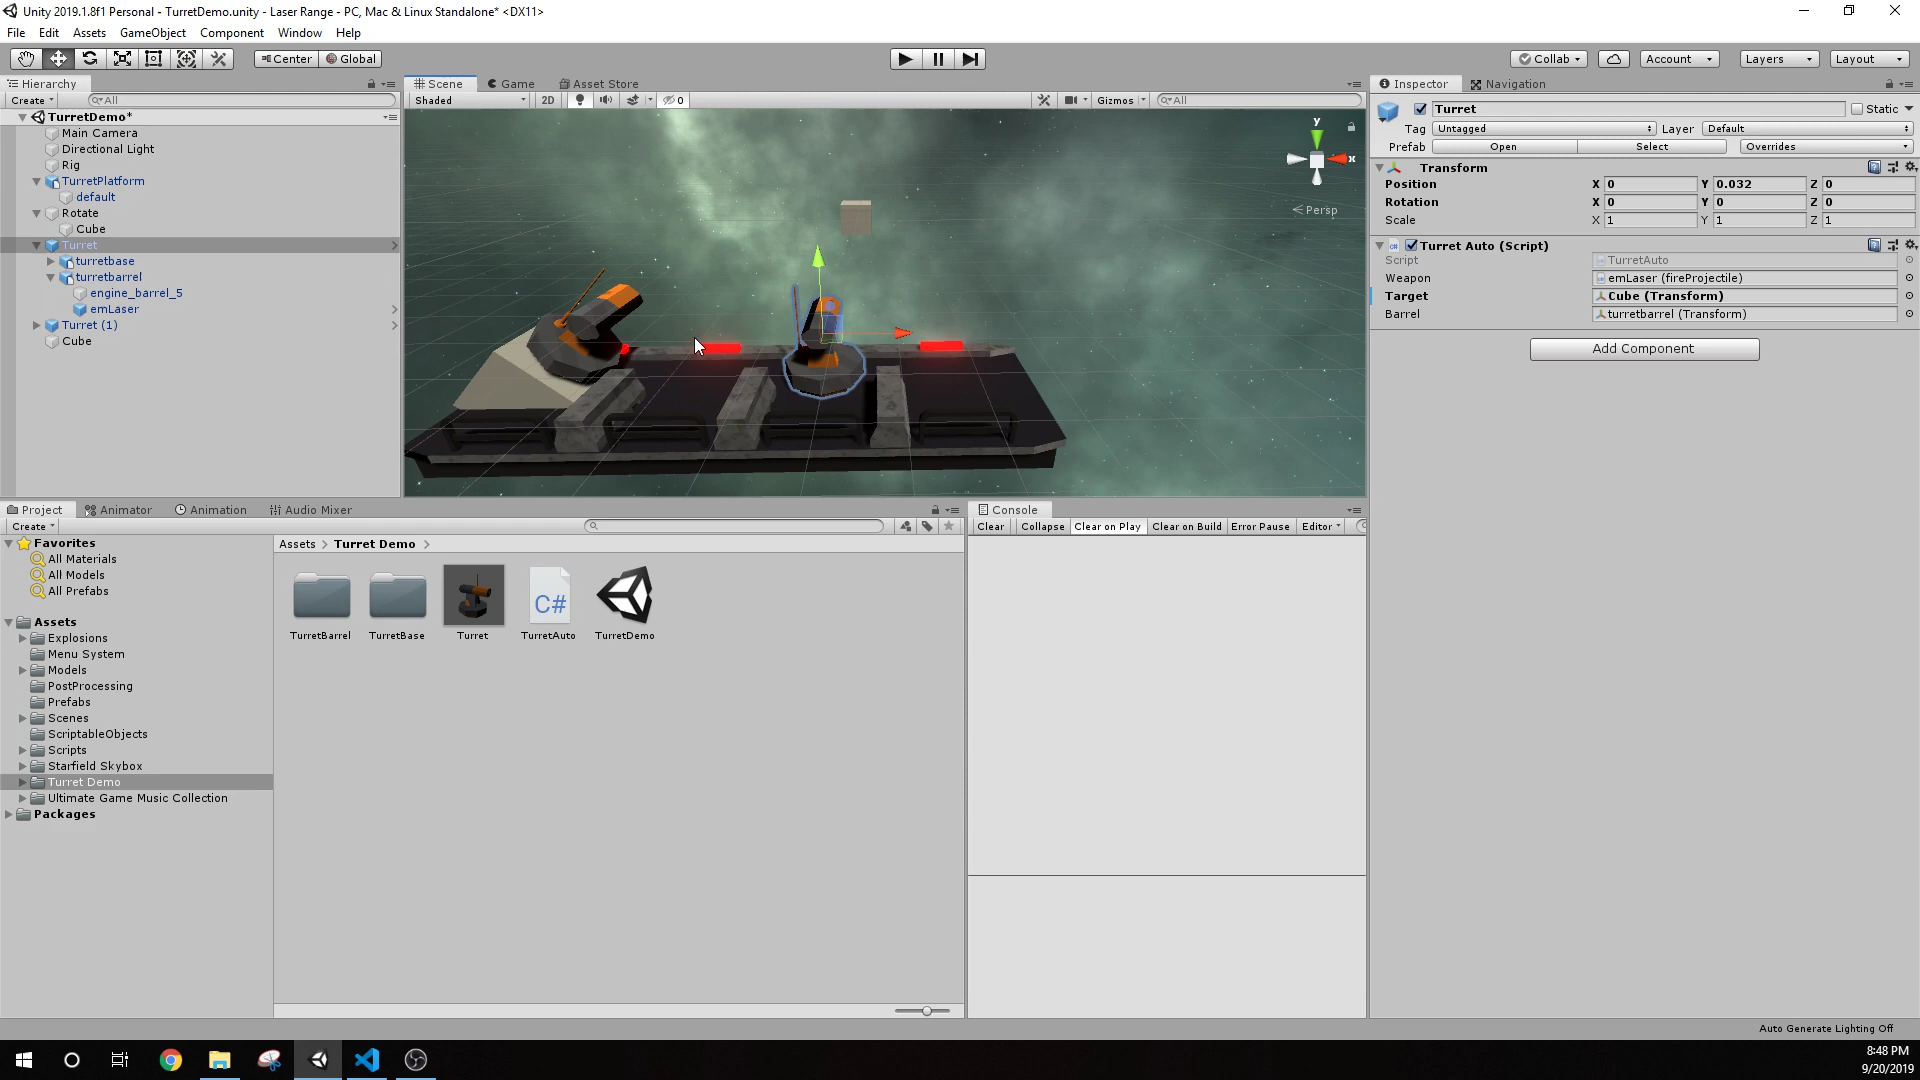 Unity 2019.1.8f1 Personal - TurretDemo.unity - Laser Range - PC, Mac & Linux Standalone* <DX11>
File Edit Assets GameObject Component Window Help
Center Global Collab Account Layers Layout
Hierarchy
Create All
TurretDemo*
Main Camera
Directional Light
Rig
TurretPlatform
default
Rotate
Cube
Turret
turretbase
turretbarrel
engine_barrel_5
emLaser
Turret (1)
Cube
Scene Game Asset Store
Shaded 2D 0 Gizmos All
y
x
Persp
Inspector Navigation
Turret Static
Tag Untagged Layer Default
Prefab Open Select Overrides
Transform
Position X 0 Y 0.032 Z 0
Rotation X 0 Y 0 Z 0
Scale X 1 Y 1 Z 1
Turret Auto (Script)
Script TurretAuto
Weapon emLaser (fireProjectile)
Target Cube (Transform)
Barrel turretbarrel (Transform)
Add Component
Project Animator Animation Audio Mixer
Create
Favorites
All Materials
All Models
All Prefabs
Assets
Explosions
Menu System
Models
PostProcessing
Prefabs
Scenes
ScriptableObjects
Scripts
Starfield Skybox
Turret Demo
Ultimate Game Music Collection
Packages
Assets > Turret Demo >
C#
TurretBarrel TurretBase Turret TurretAuto TurretDemo
Console
Clear Collapse Clear on Play Clear on Build Error Pause Editor
Auto Generate Lighting Off
8:48 PM
9/20/2019